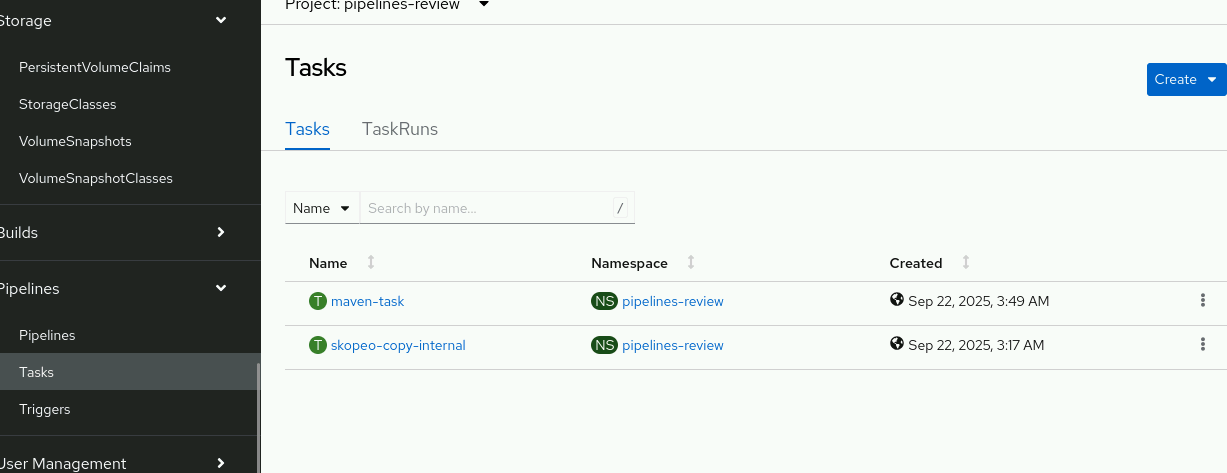 Storage
PersistentVolumeClaims
StorageClasses
VolumeSnapshots
VolumeSnapshotClasses
Builds
Pipelines
Pipelines
Tasks
Triggers
User Management
Project: pipelines-review
Tasks
Create
Tasks TaskRuns
Name Search by name... /
Name Namespace Created
T maven-task NS pipelines-review Sep 22, 2025, 3:49 AM
T skopeo-copy-internal NS pipelines-review Sep 22, 2025, 3:17 AM